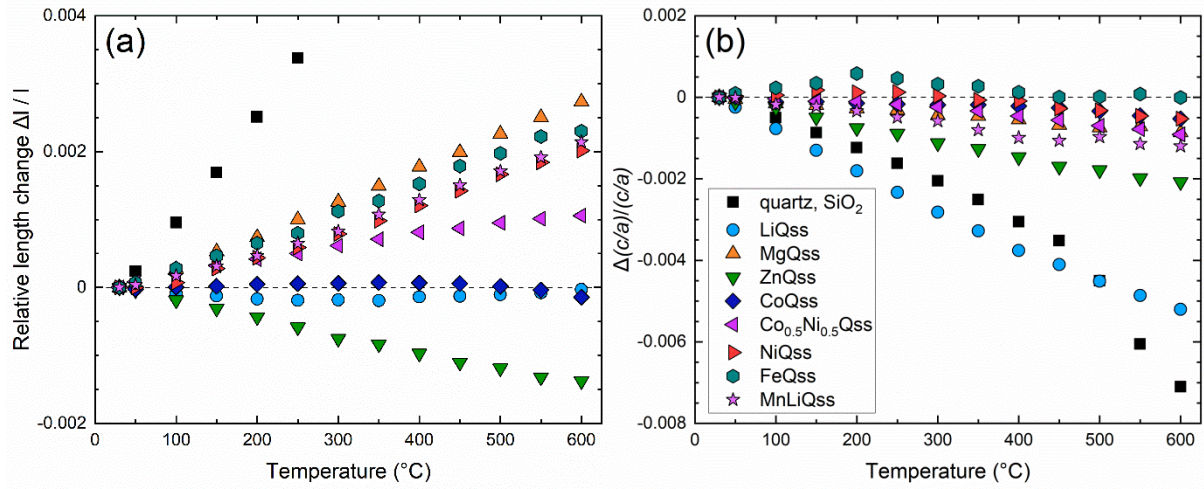 (a)
0.004
0.002
0
-0.002
Relative length change Δl / l
0 100 200 300 400 500 600
Temperature (°C)
(b)
0.002
0
-0.002
-0.004
-0.006
-0.008
Δ(c/a)/(c/a)
quartz, SiO₂
LiQss
MgQss
ZnQss
CoQss
Co₀.₅Ni₀.₅Qss
NiQss
FeQss
MnLiQss
0 100 200 300 400 500 600
Temperature (°C)